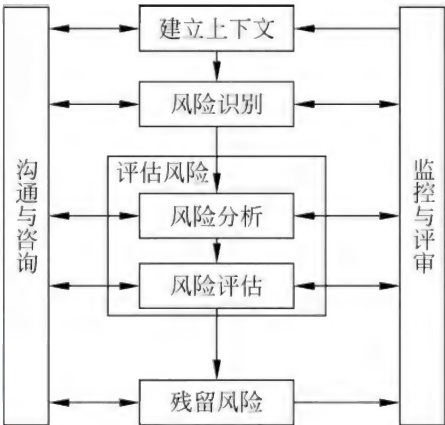 建立上下文
风险识别
评估风险
风险分析
风险评估
残留风险
沟通与咨询
监控与评审